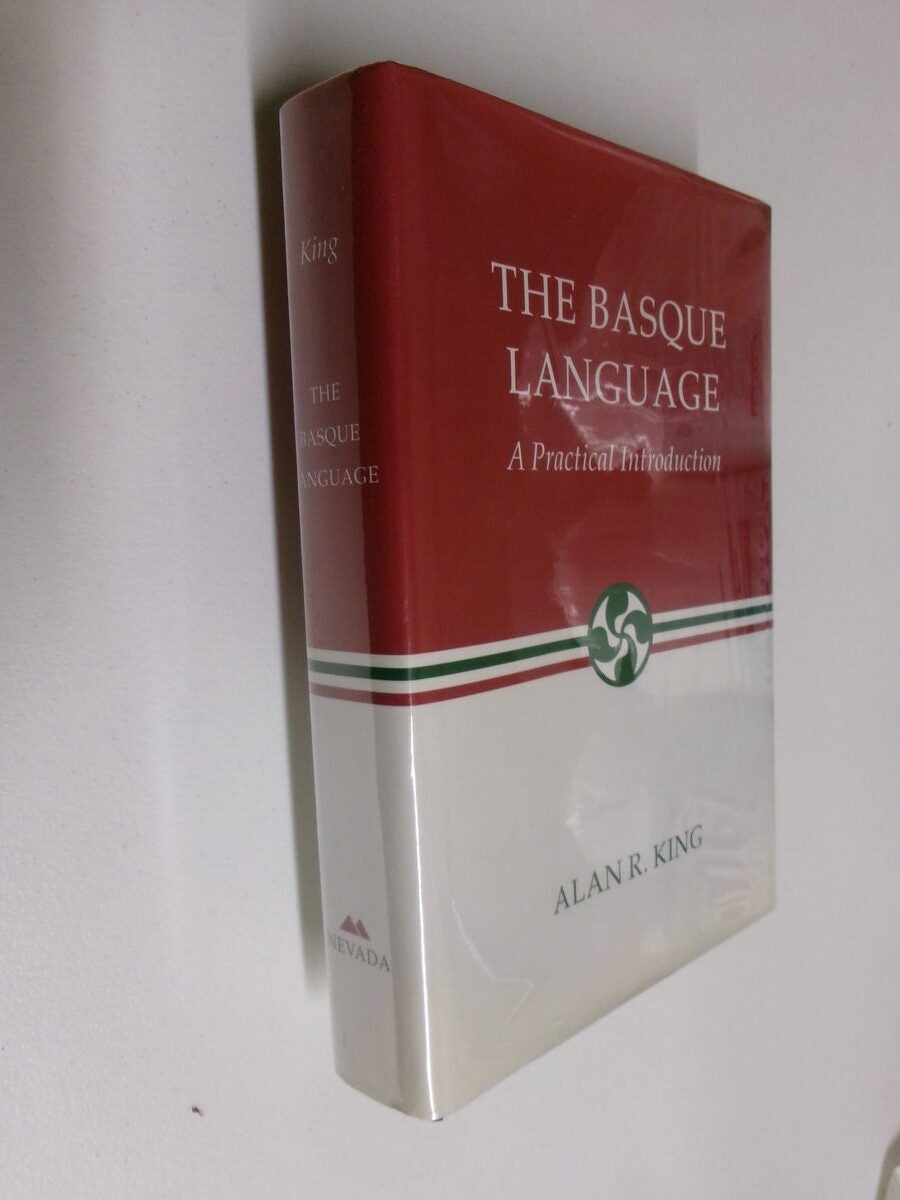 King
THE
BASQUE
LANGUAGE
NEVADA
THE BASQUE
LANGUAGE
A Practical Introduction
ALAN R. KING